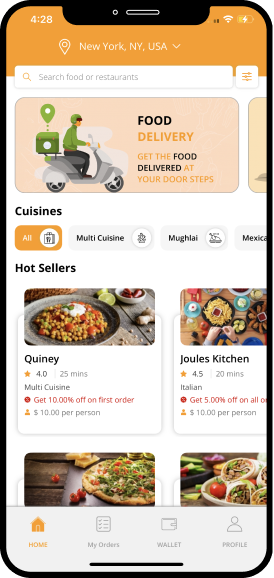 4:28
New York, NY, USA
Search food or restaurants
FOOD
DELIVERY
GET THE FOOD
DELIVERED AT
YOUR DOOR STEPS
Cuisines
All
Multi Cuisine
Mughlai
Mexica
Hot Sellers
Quiney
4.0 25 mins
Multi Cuisine
Get 10.00% off on first order
$ 10.00 per person
Joules Kitchen
4.5 20 mins
Italian
Get 5.00% off on all or
$ 10.00 per person
HOME
My Orders
WALLET
PROFILE